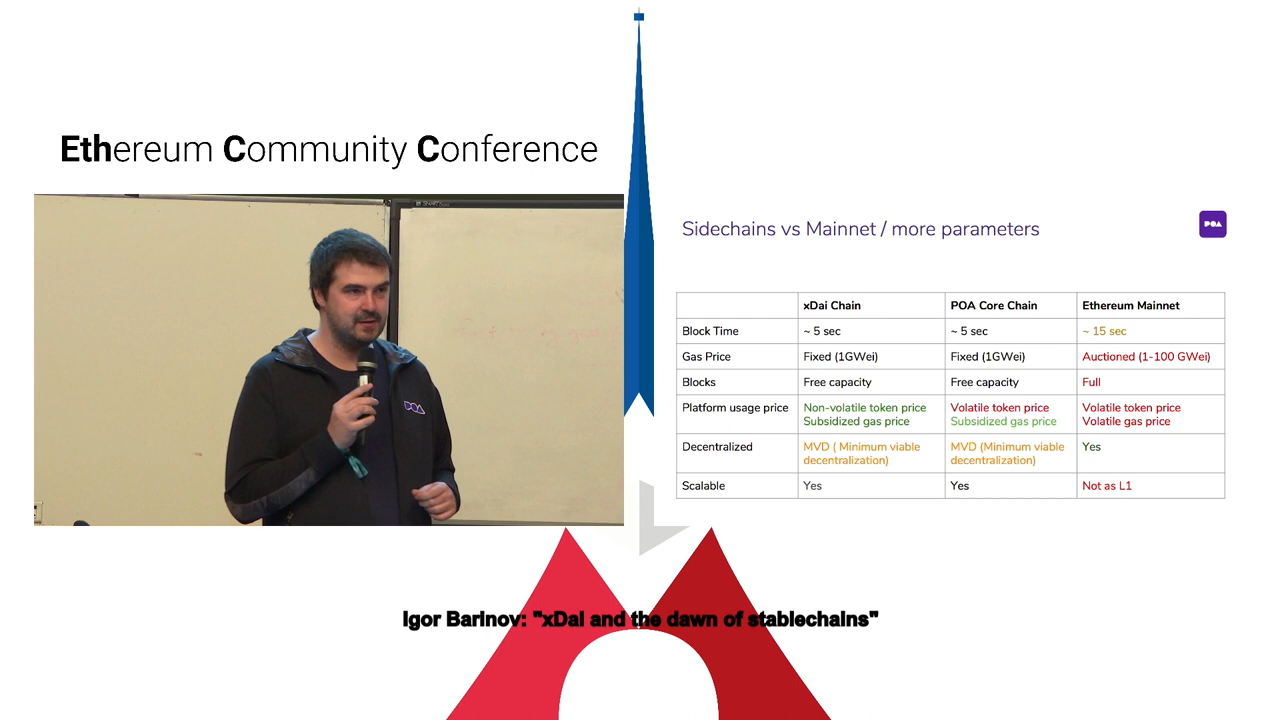 Ethereum Community Conference
SMART
POA
Sidechains vs Mainnet / more parameters
POA
xDai Chain POA Core Chain Ethereum Mainnet
Block Time ~ 5 sec ~ 5 sec ~ 15 sec
Gas Price Fixed (1GWei) Fixed (1GWei) Auctioned (1-100 GWei)
Blocks Free capacity Free capacity Full
Platform usage price Non-volatile token price Volatile token price Volatile token price
Subsidized gas price Subsidized gas price Volatile gas price
Decentralized MVD ( Minimum viable MVD (Minimum viable Yes
decentralization) decentralization)
Scalable Yes Yes Not as L1
Igor Barinov: "xDai and the dawn of stablechains"